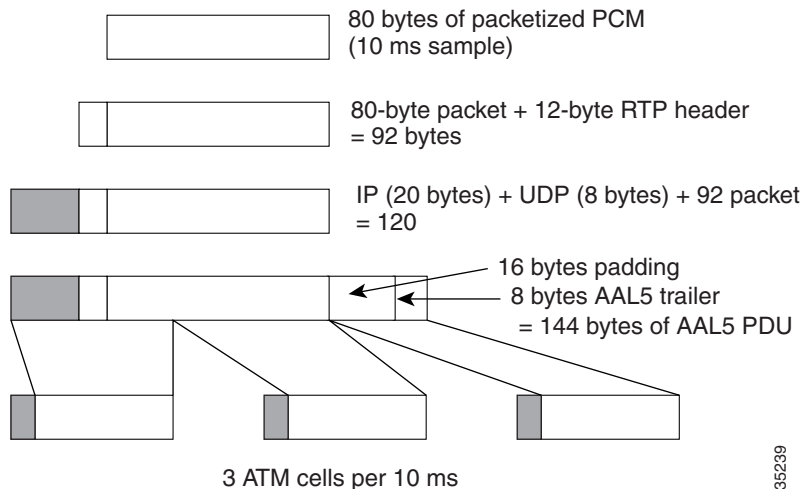 80 bytes of packetized PCM
(10 ms sample)
80-byte packet + 12-byte RTP header
= 92 bytes
IP (20 bytes) + UDP (8 bytes) + 92 packet
= 120
16 bytes padding
8 bytes AAL5 trailer
= 144 bytes of AAL5 PDU
3 ATM cells per 10 ms
35239